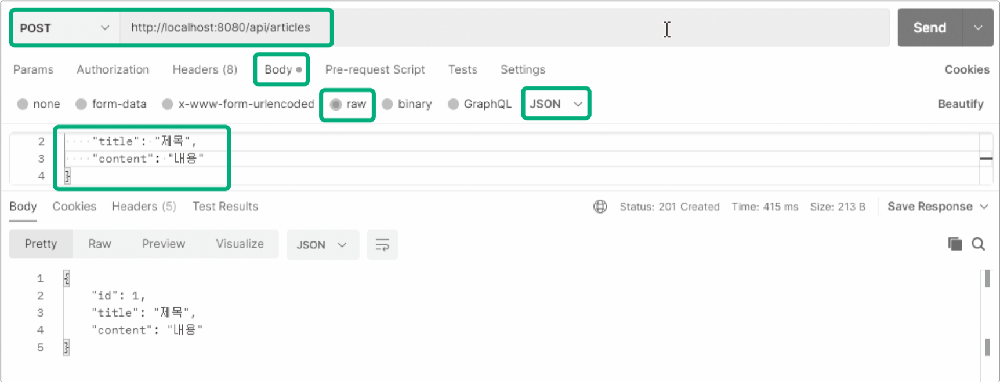 POST http://localhost:8080/api/articles Send
Params Authorization Headers (8) Body Pre-request Script Tests Settings Cookies
none form-data x-www-form-urlencoded raw binary GraphQL JSON Beautify
2 "title": "제목",
3 "content": "내용"
4 }
Body Cookies Headers (5) Test Results Status: 201 Created Time: 415 ms Size: 213 B Save Response
Pretty Raw Preview Visualize JSON
1 {
2 "id": 1,
3 "title": "제목",
4 "content": "내용"
5 }